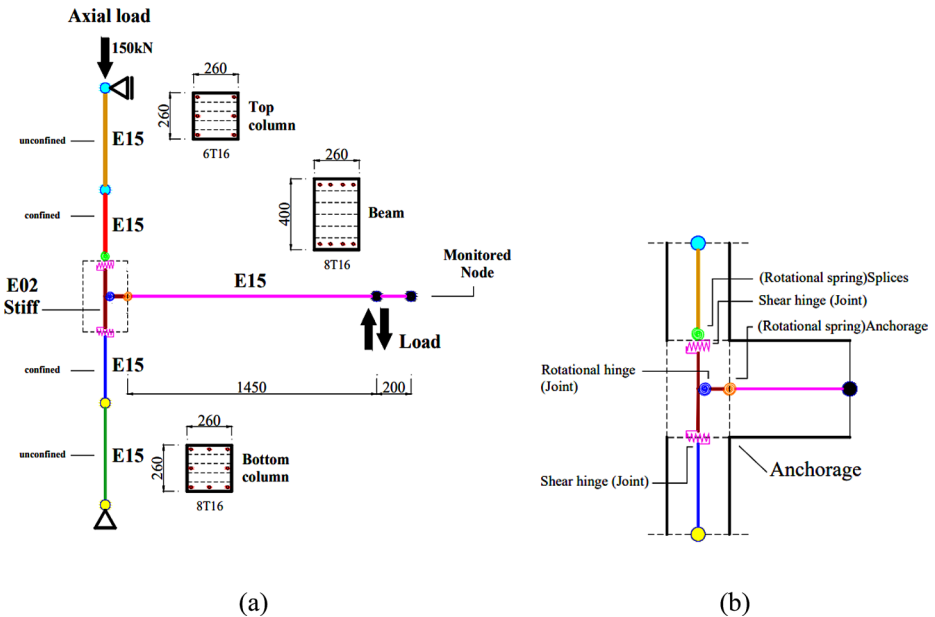 Axial load
150kN
260
260
Top
column
6T16
unconfined
E15
confined
E15
260
400
Beam
8T16
E02
Stiff
E15
Monitored
Node
Load
1450
200
confined
E15
unconfined
E15
260
260
Bottom
column
8T16
(a)
(Rotational spring)Splices
Shear hinge (Joint)
(Rotational spring)Anchorage
Rotational hinge
(Joint)
Shear hinge (Joint)
Anchorage
(b)